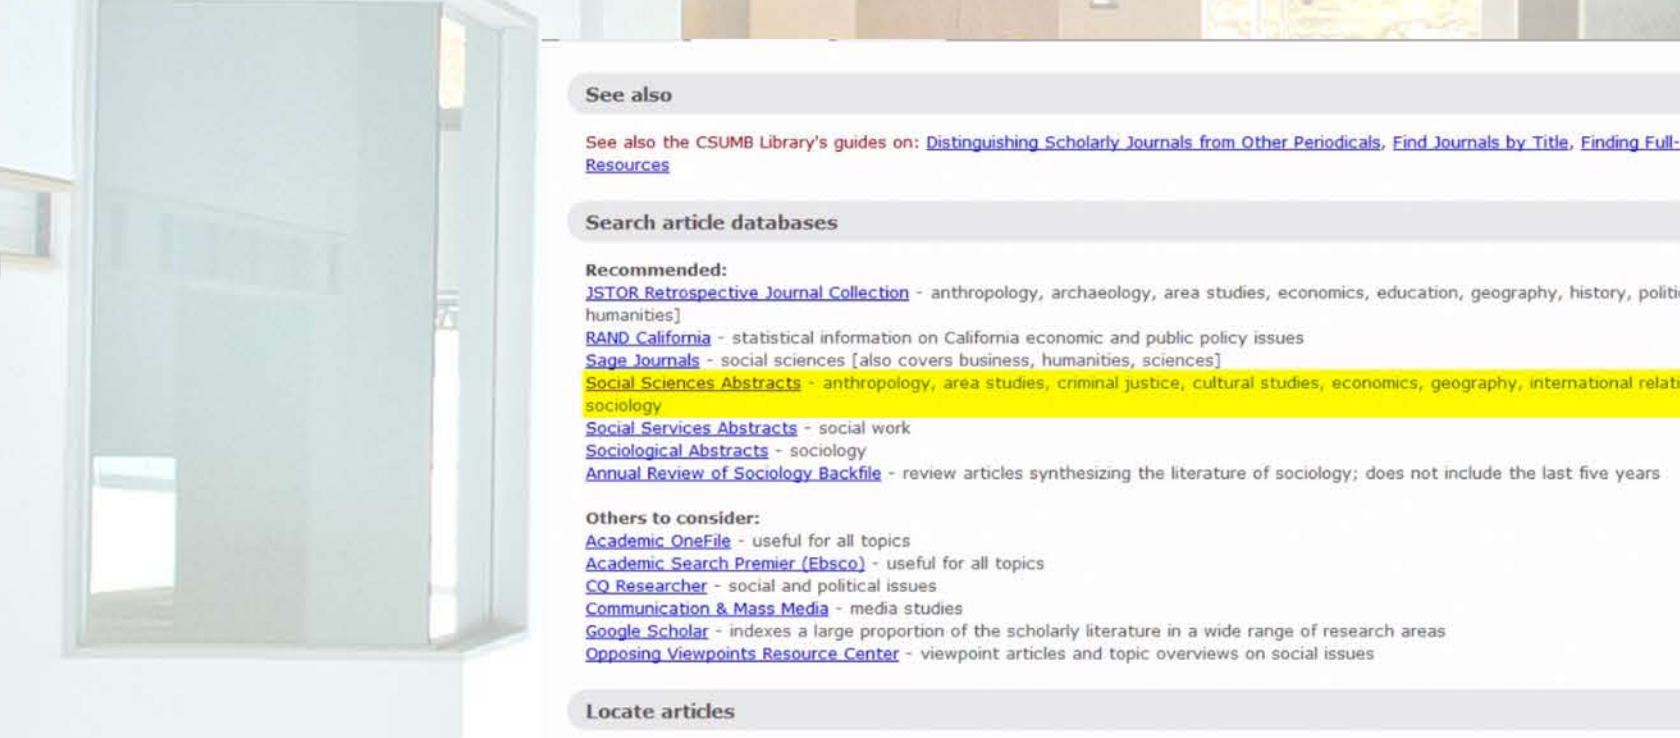 See also
See also the CSUMB Library's guides on: Distinguishing Scholarly Journals from Other Periodicals, Find Journals by Title, Finding Full-
Resources
Search article databases
Recommended:
JSTOR Retrospective Journal Collection - anthropology, archaeology, area studies, economics, education, geography, history, politi
humanities]
RAND California - statistical information on California economic and public policy issues
Sage Journals - social sciences [also covers business, humanities, sciences]
Social Sciences Abstracts - anthropology, area studies, criminal justice, cultural studies, economics, geography, international relati
sociology
Social Services Abstracts - social work
Sociological Abstracts - sociology
Annual Review of Sociology Backfile - review articles synthesizing the literature of sociology; does not include the last five years
Others to consider:
Academic OneFile - useful for all topics
Academic Search Premier (Ebsco) - useful for all topics
CQ Researcher - social and political issues
Communication & Mass Media - media studies
Google Scholar - indexes a large proportion of the scholarly literature in a wide range of research areas
Opposing Viewpoints Resource Center - viewpoint articles and topic overviews on social issues
Locate articles